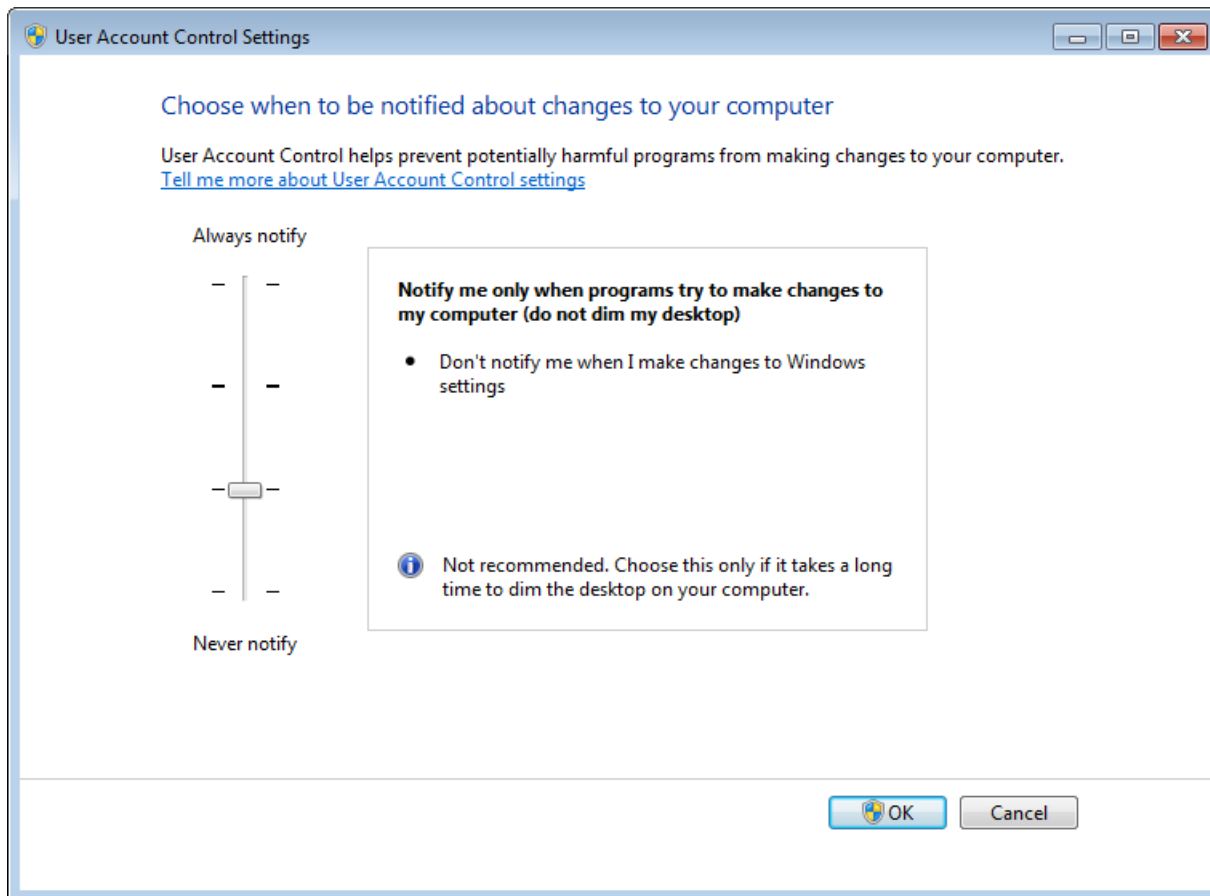 User Account Control Settings
Choose when to be notified about changes to your computer
User Account Control helps prevent potentially harmful programs from making changes to your computer.
Tell me more about User Account Control settings
Always notify
Notify me only when programs try to make changes to
my computer (do not dim my desktop)
Don't notify me when I make changes to Windows
settings
Not recommended. Choose this only if it takes a long
time to dim the desktop on your computer.
Never notify
OK
Cancel